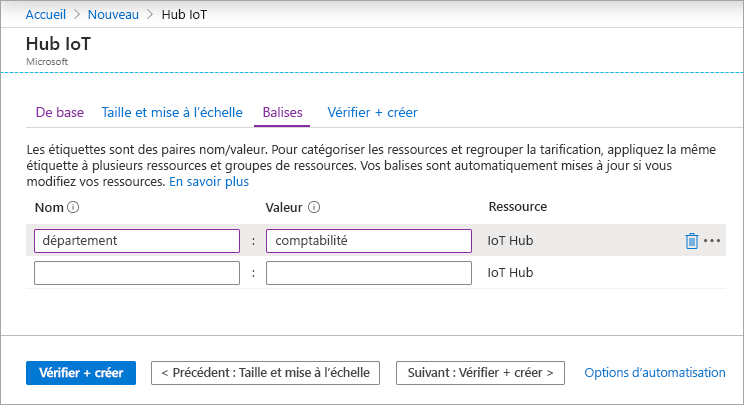 Accueil > Nouveau > Hub IoT
Hub IoT
Microsoft
De base Taille et mise à l'échelle Balises Vérifier + créer
Les étiquettes sont des paires nom/valeur. Pour catégoriser les ressources et regrouper la tarification, appliquez la même
étiquette à plusieurs ressources et groupes de ressources. Vos balises sont automatiquement mises à jour si vous
modifiez vos ressources. En savoir plus
Nom Valeur Ressource
département : comptabilité IoT Hub
: IoT Hub
Vérifier + créer < Précédent : Taille et mise à l'échelle Suivant : Vérifier + créer > Options d'automatisation